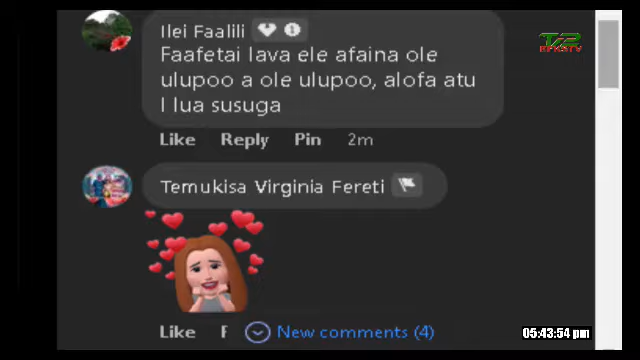 Ilei Faalili
Faafetai lava ele afaina ole
ulupoo a ole ulupoo, alofa atu
I lua susuga
Like Reply Pin 2m
Temukisa Virginia Fereti
Like
New comments (4)
05:43:54 pm